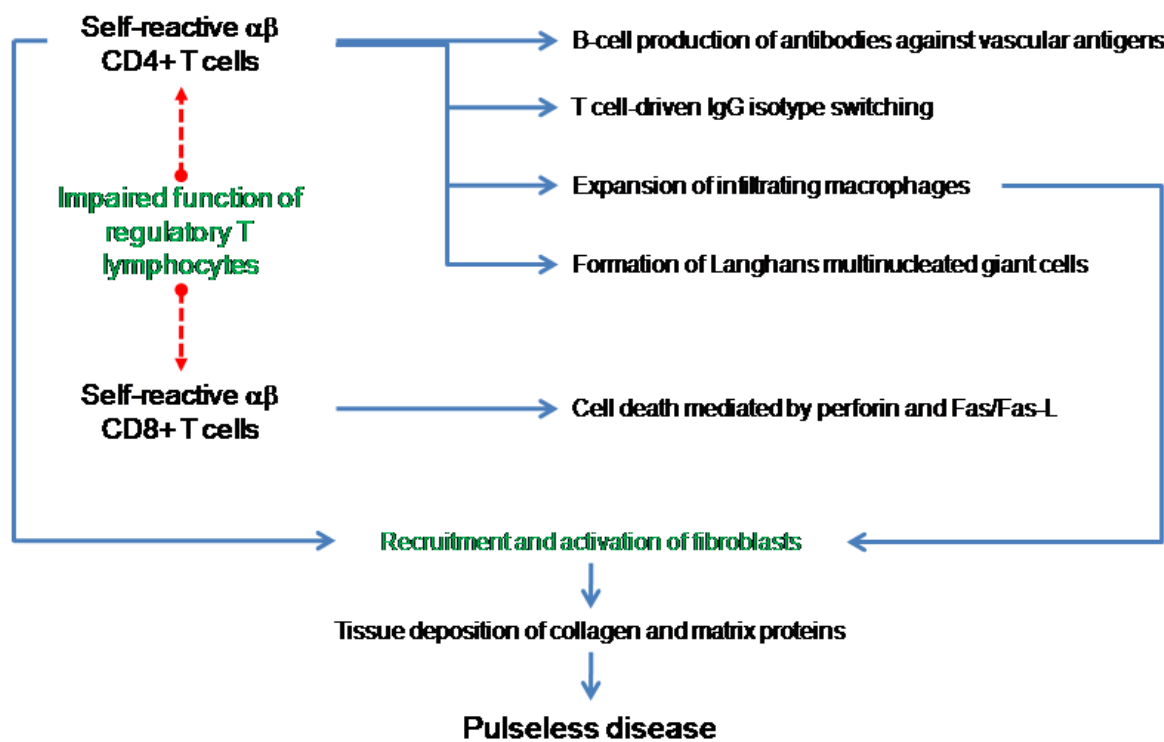 Self-reactive αβ
CD4+ T cells
B-cell production of antibodies against vascular antigens
T cell-driven IgG isotype switching
Impaired function of
regulatory T
lymphocytes
Expansion of infiltrating macrophages
Formation of Langhans multinucleated giant cells
Self-reactive αβ
CD8+ T cells
Cell death mediated by perforin and Fas/Fas-L
Recruitment and activation of fibroblasts
Tissue deposition of collagen and matrix proteins
Pulseless disease